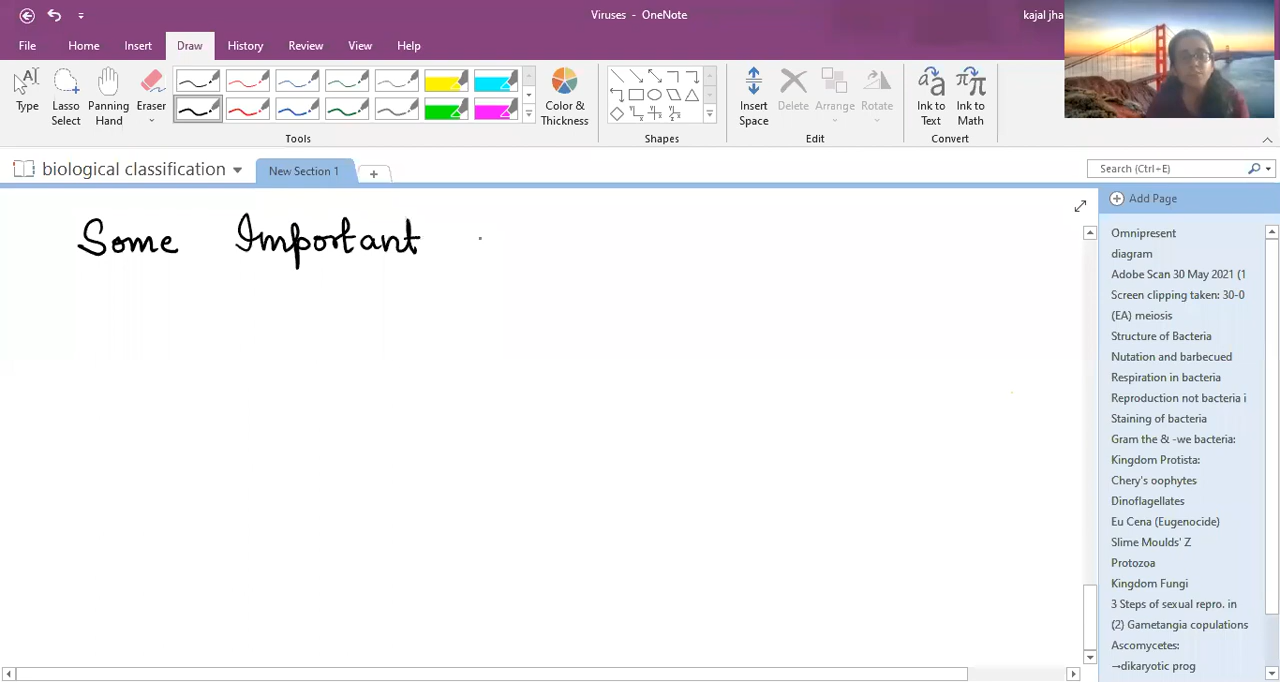 Viruses - OneNote
kajal jha
File Home Insert Draw History Review View Help
Type
Lasso Select
Panning Hand
Eraser
Color & Thickness
Insert Space
Delete
Arrange
Rotate
Ink to Text
Ink to Math
Tools
Shapes
Edit
Convert
biological classification
New Section 1
Search (Ctrl+E)
Add Page
Some Important
Omnipresent
diagram
Adobe Scan 30 May 2021 (1
Screen clipping taken: 30-0
(EA) meiosis
Structure of Bacteria
Nutation and barbecued
Respiration in bacteria
Reproduction not bacteria i
Staining of bacteria
Gram the & -we bacteria:
Kingdom Protista:
Chery's oophytes
Dinoflagellates
Eu Cena (Eugenocide)
Slime Moulds' Z
Protozoa
Kingdom Fungi
3 Steps of sexual repro. in
(2) Gametangia copulations
Ascomycetes:
→dikaryotic prog